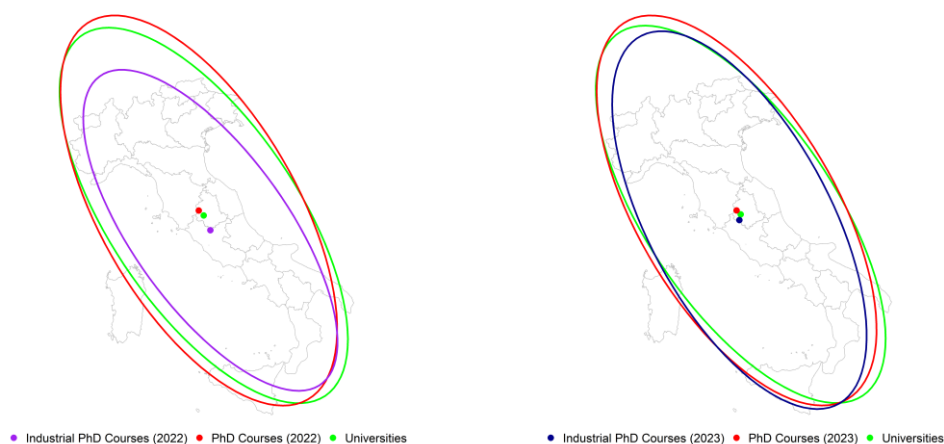 Industrial PhD Courses (2022) PhD Courses (2022) Universities
Industrial PhD Courses (2023) PhD Courses (2023) Universities